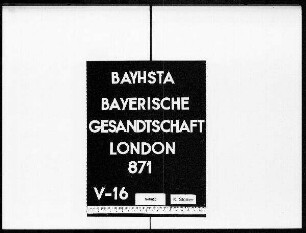 BAYHSTA
BAYERISCHE
GESANDTSCHAFT
LONDON
871
V-16